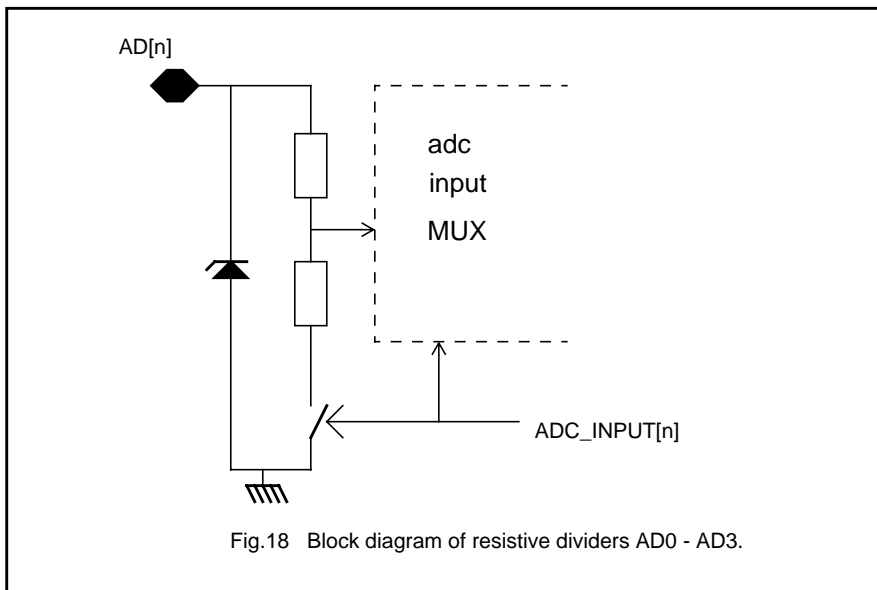 AD[n]
adc
input
MUX
ADC_INPUT[n]
Fig.18 Block diagram of resistive dividers AD0 - AD3.